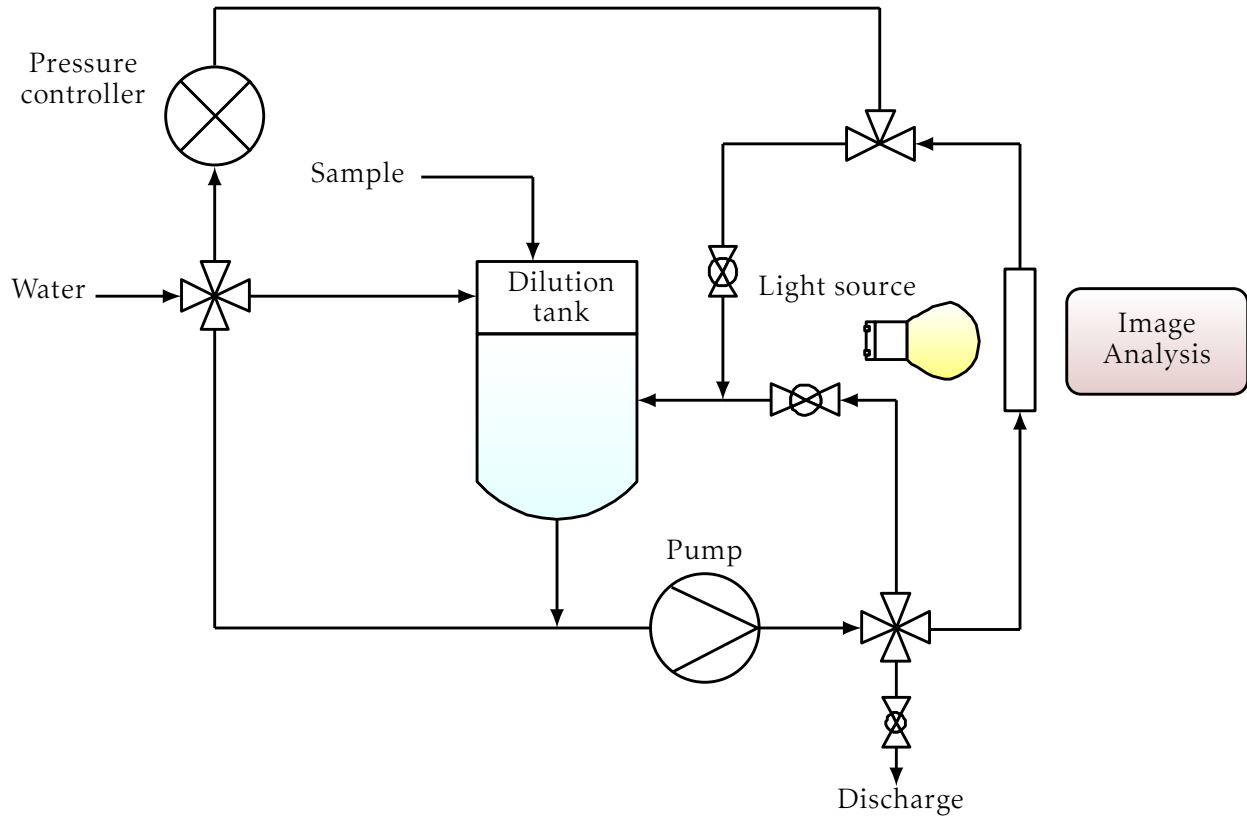 Pressure
controller
Sample
Water
Dilution
tank
Light source
Image
Analysis
Pump
Discharge